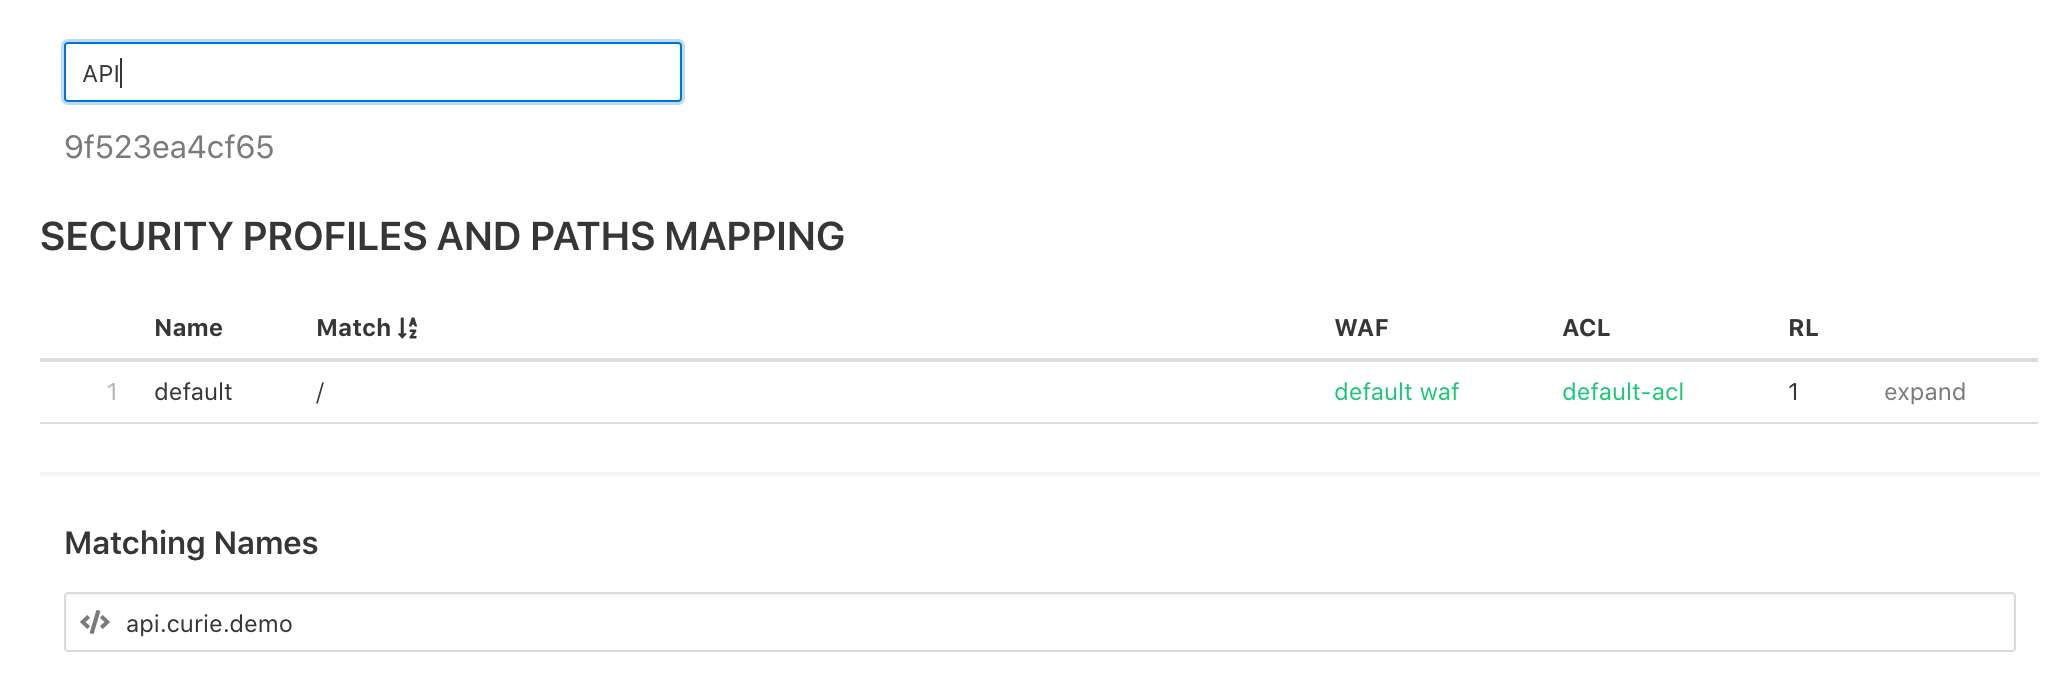 API
9f523ea4cf65
SECURITY PROFILES AND PATHS MAPPING
Name Match WAF ACL RL
1 default / default waf default-acl 1 expand
Matching Names
</> api.curie.demo